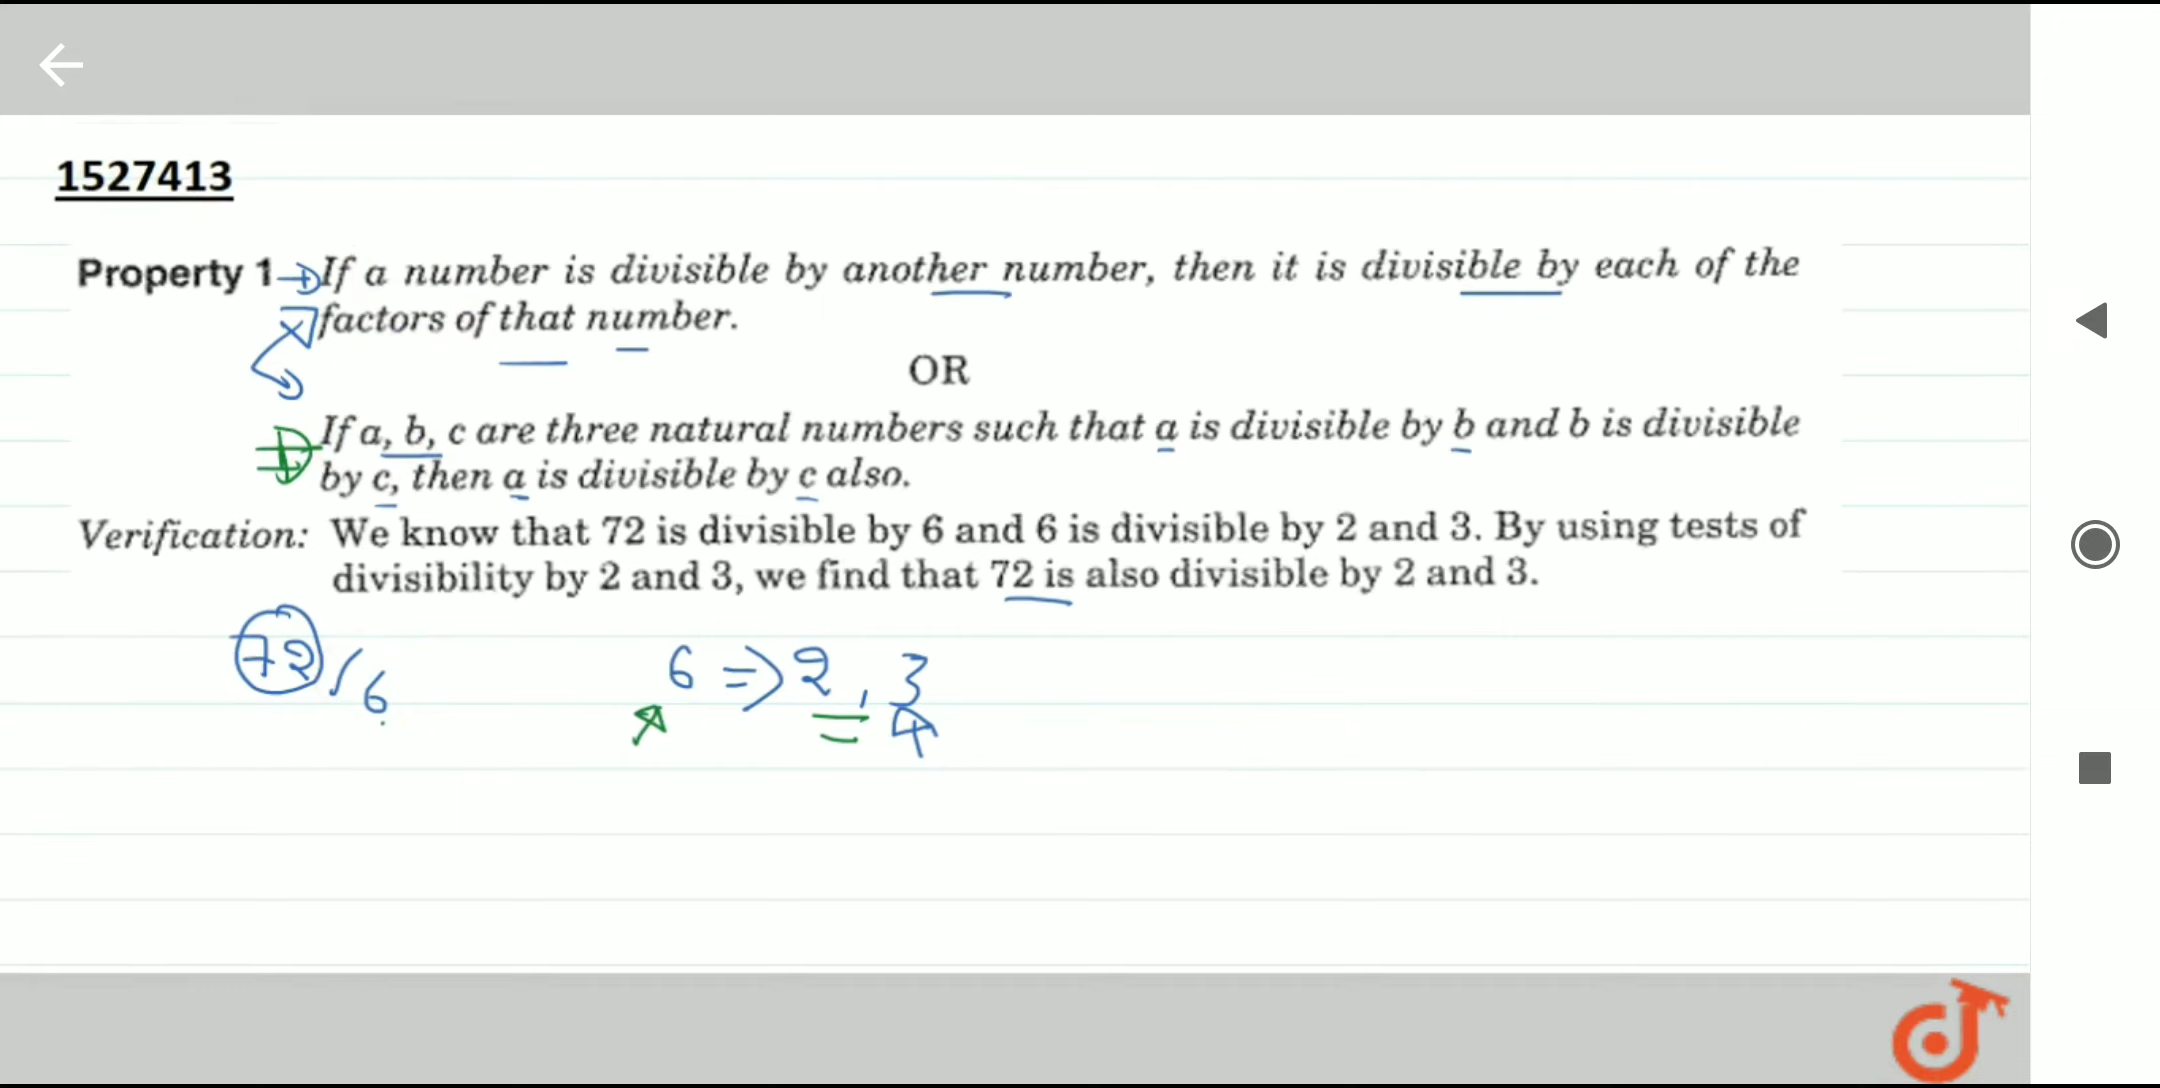 1527413
Property 1 If a number is divisible by another number, then it is divisible by each of the
factors of that number.
OR
If a, b, c are three natural numbers such that a is divisible by b and b is divisible
by c, then a is divisible by c also.
Verification: We know that 72 is divisible by 6 and 6 is divisible by 2 and 3. By using tests of
divisibility by 2 and 3, we find that 72 is also divisible by 2 and 3.
72/6 6 ⇒ 2, 3